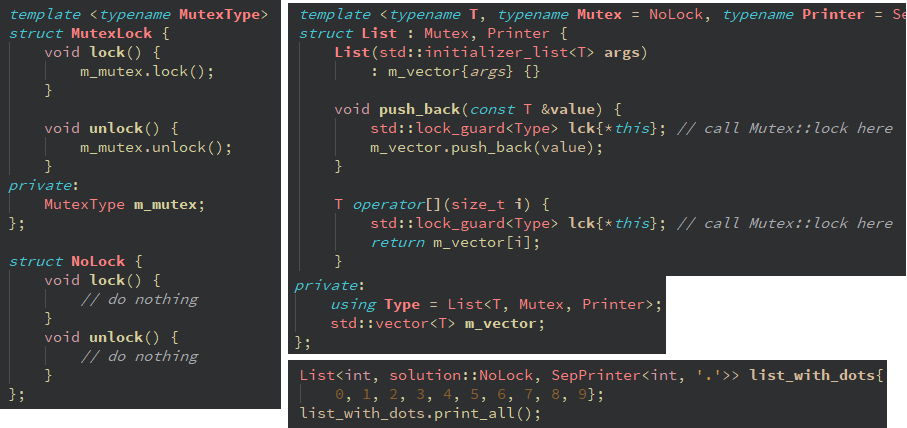 template <typename MutexType>
struct MutexLock {
    void lock() {
        m_mutex.lock();
    }

    void unlock() {
        m_mutex.unlock();
    }
private:
    MutexType m_mutex;
};

struct NoLock {
    void lock() {
        // do nothing
    }
    void unlock() {
        // do nothing
    }
};
template <typename T, typename Mutex = NoLock, typename Printer = Se
struct List : Mutex, Printer {
    List(std::initializer_list<T> args)
        : m_vector{args} {}

    void push_back(const T &value) {
        std::lock_guard<Type> lck{*this}; // call Mutex::lock here
        m_vector.push_back(value);
    }

    T operator[](size_t i) {
        std::lock_guard<Type> lck{*this}; // call Mutex::lock here
        return m_vector[i];
    }
private:
    using Type = List<T, Mutex, Printer>;
    std::vector<T> m_vector;
};
List<int, solution::NoLock, SepPrinter<int, '.'>> list_with_dots{
    0, 1, 2, 3, 4, 5, 6, 7, 8, 9};
list_with_dots.print_all();